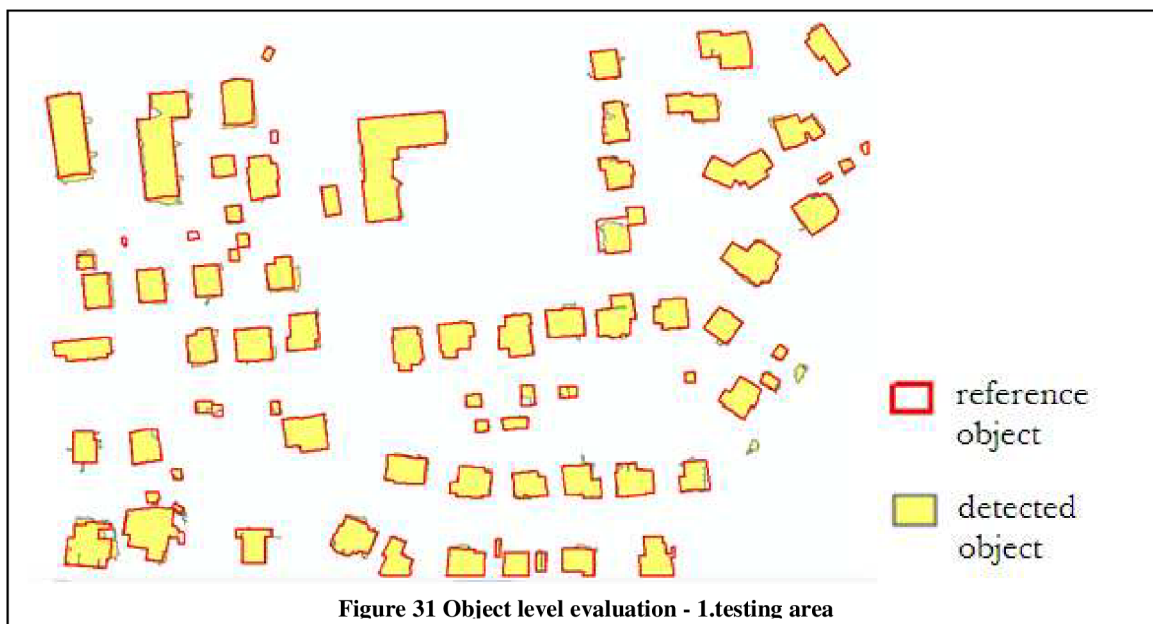 reference
object
detected
object
Figure 31 Object level evaluation - 1.testing area